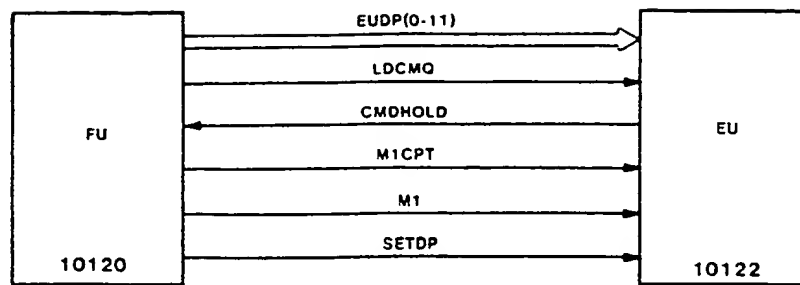 EUDP(0-11)
LDCMQ
CMDHOLD
FU
EU
M1CPT
M1
SETDP
10120
10122